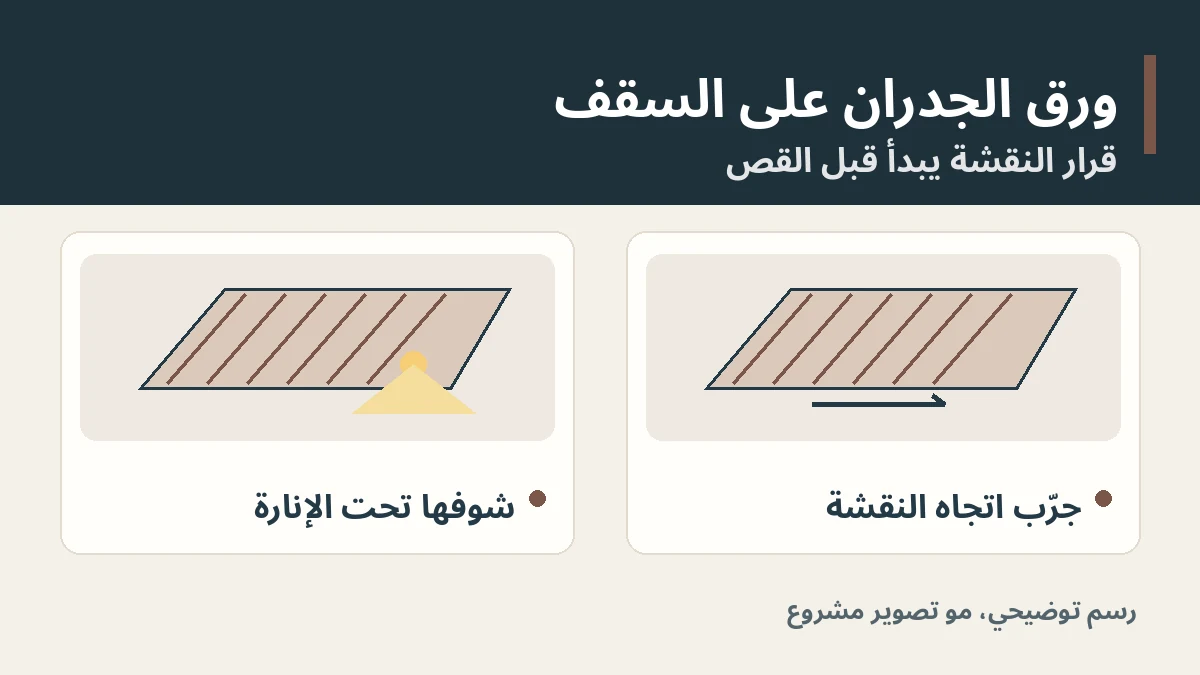 ورق الجدران على السقف
قرار النقشة يبدأ قبل القص
جرّب اتجاه النقشة
شوفها تحت الإنارة
رسم توضيحي، مو تصوير مشروع